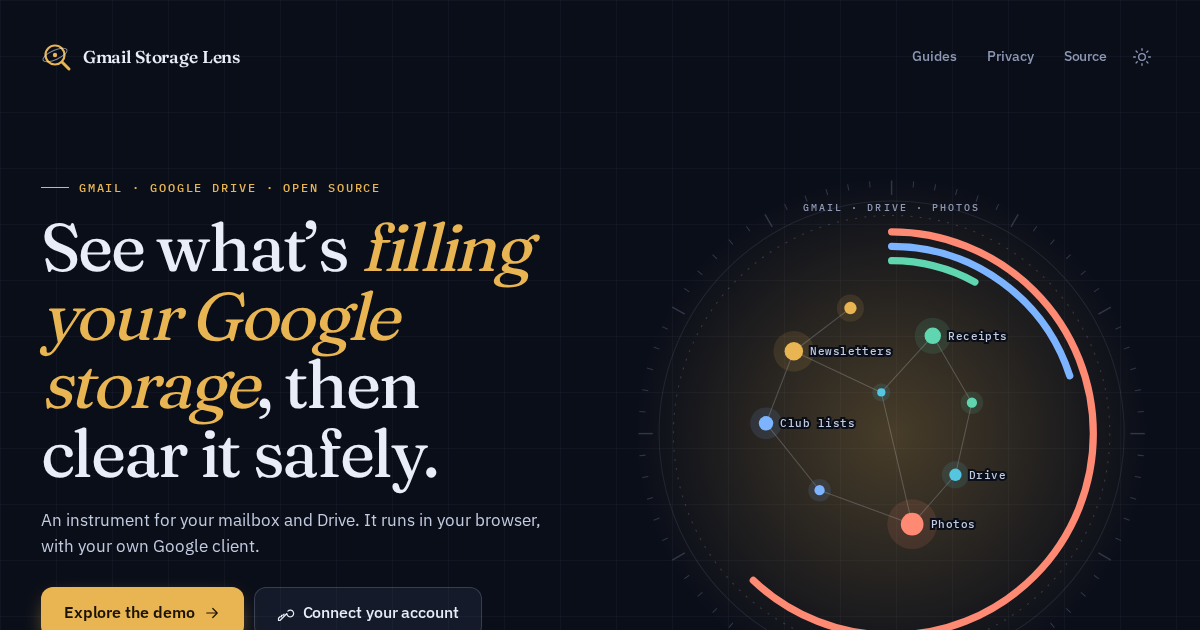 Gmail Storage Lens
Guides
Privacy
Source
GMAIL · GOOGLE DRIVE · OPEN SOURCE
See what’s filling
your Google
storage, then
clear it safely.
An instrument for your mailbox and Drive. It runs in your browser,
with your own Google client.
Explore the demo →
Connect your account
GMAIL · DRIVE · PHOTOS
Newsletters
Receipts
Club lists
Drive
Photos